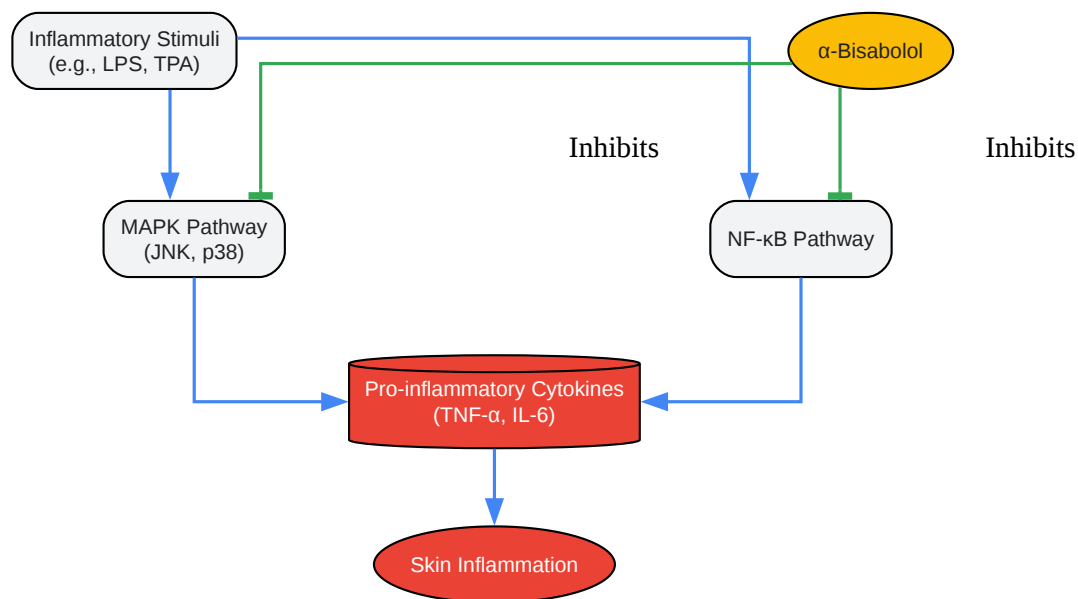 Inflammatory Stimuli
(e.g., LPS, TPA)
α-Bisabolol
Inhibits
Inhibits
MAPK Pathway
(JNK, p38)
NF-κB Pathway
Pro-inflammatory Cytokines
(TNF-α, IL-6)
Skin Inflammation